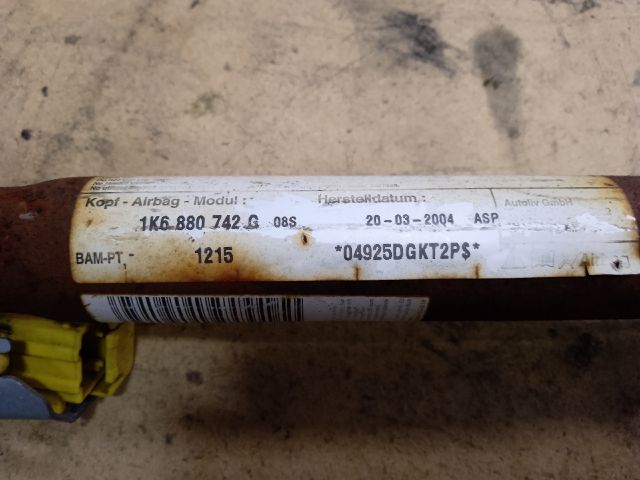 Kopf - Airbag - Modul : Herstelldatum : Autoliv GmbH
1K6 880 742 G 08S 20-03-2004 ASP
BAM-PT,- 1215 *04925DGKT2P$*